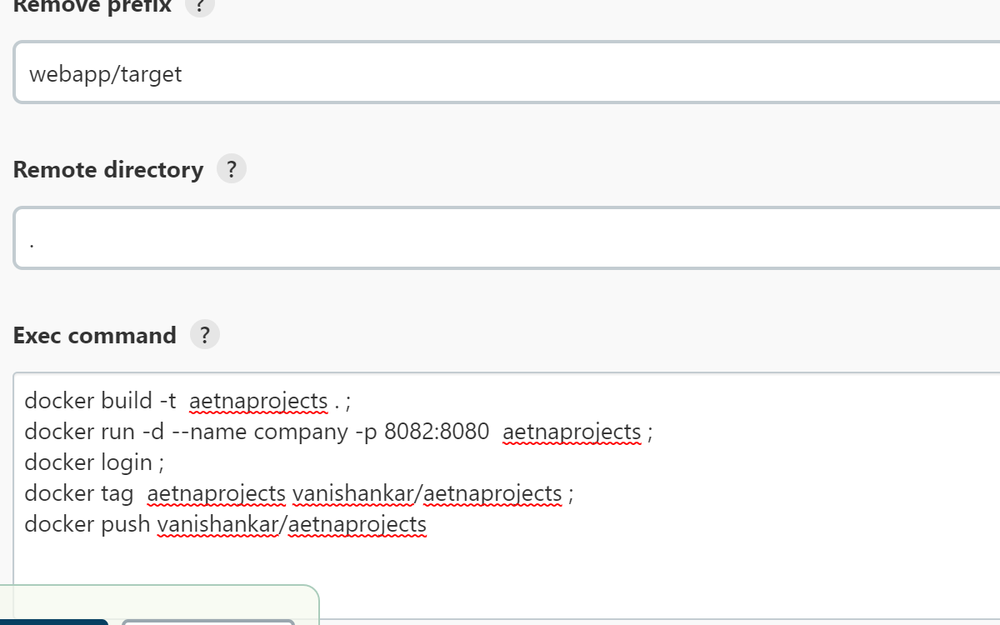 Remove prefix ?
webapp/target
Remote directory ?
.
Exec command ?
docker build -t  aetnaprojects . ;
docker run -d --name company -p 8082:8080  aetnaprojects ;
docker login ;
docker tag  aetnaprojects vanishankar/aetnaprojects ;
docker push vanishankar/aetnaprojects